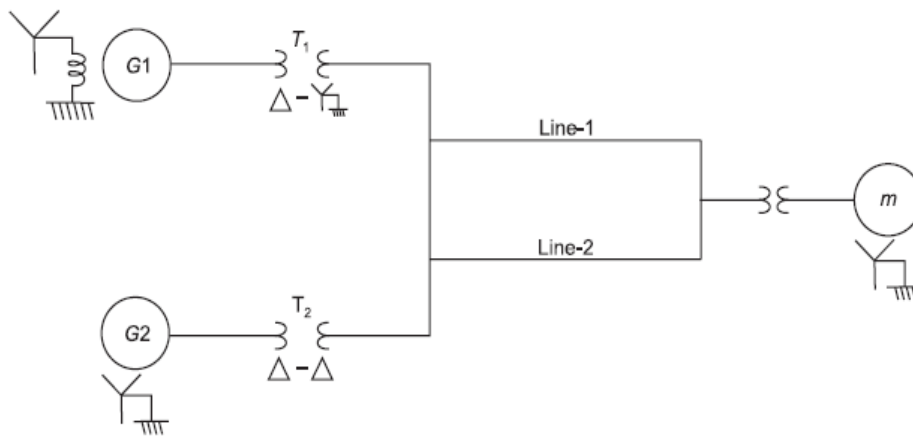 G1
T1
Δ – 
Line-1
m
Line-2
G2
T2
Δ – Δ